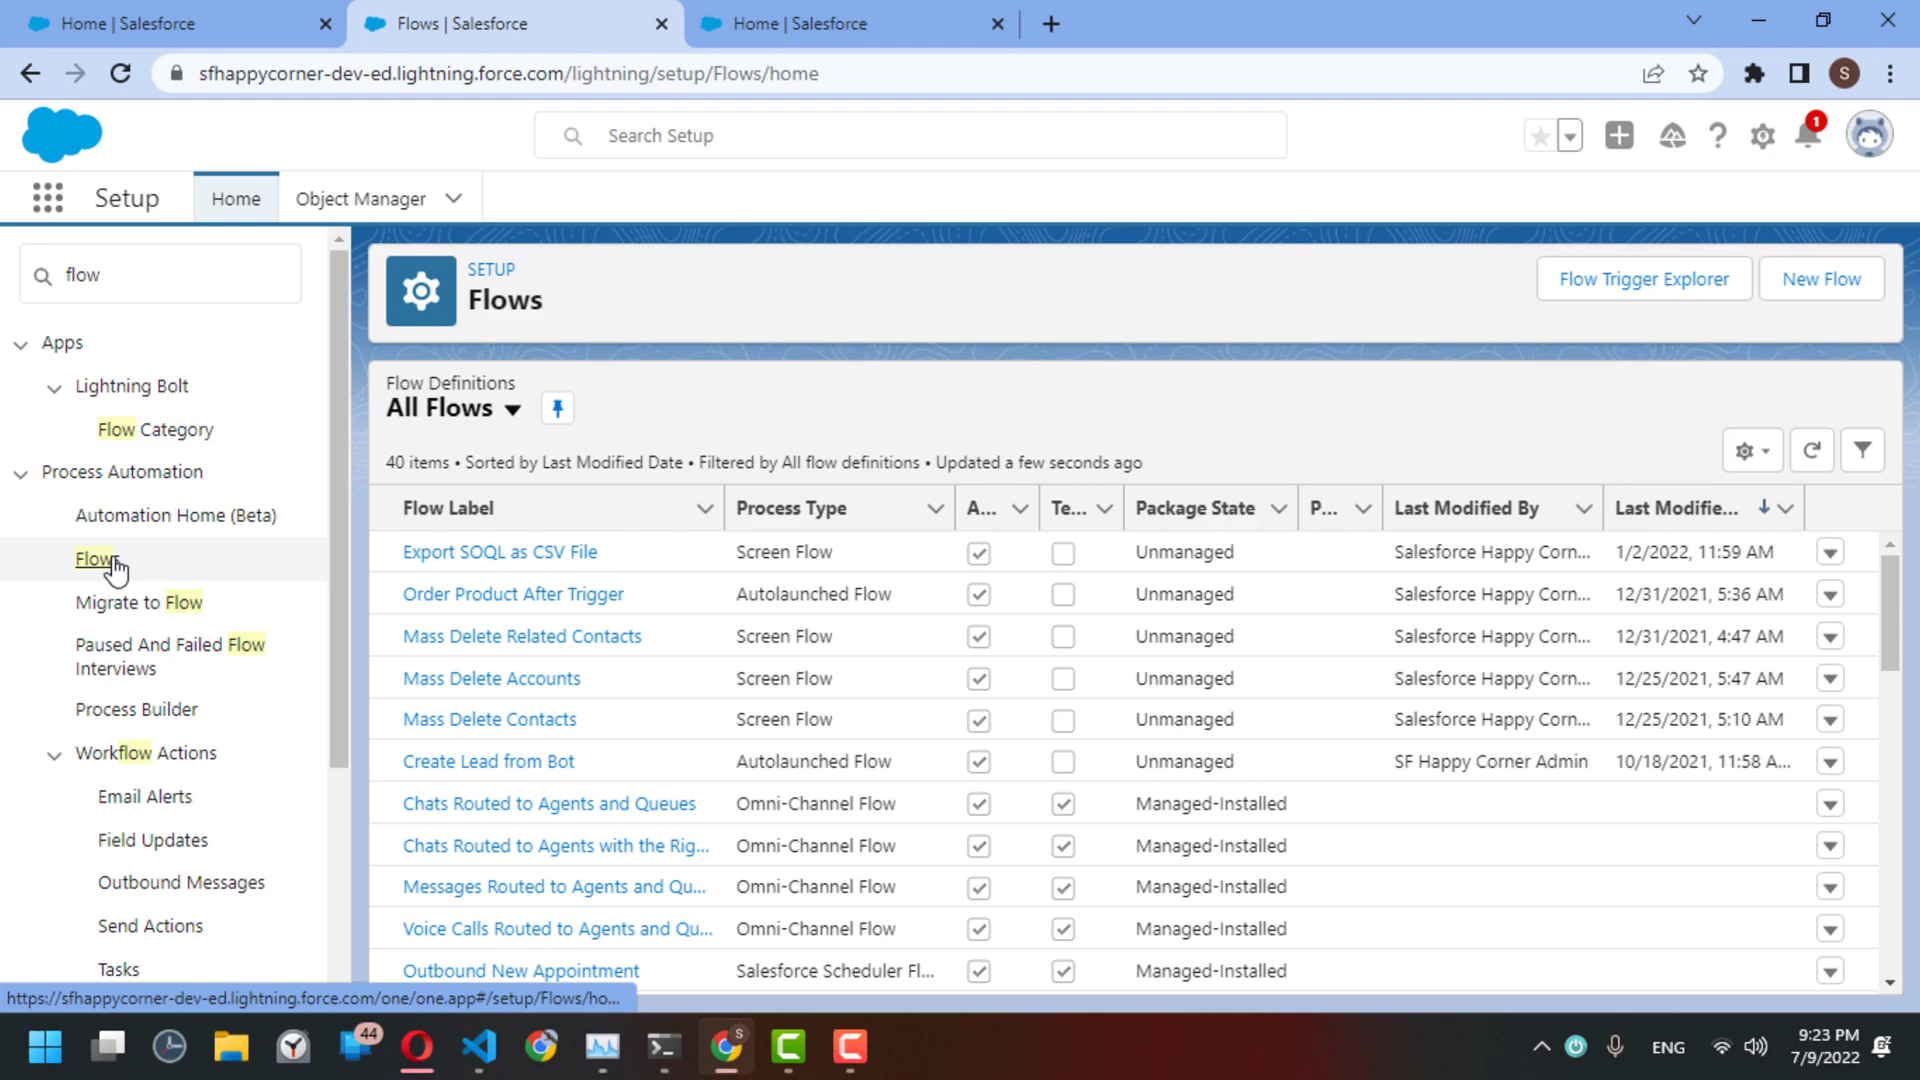 Home | Salesforce
Flows | Salesforce
Home | Salesforce
sfhappycorner-dev-ed.lightning.force.com/lightning/setup/Flows/home
S
Search Setup
1
Setup
Home
Object Manager
flow
Apps
Lightning Bolt
Flow Category
Process Automation
Automation Home (Beta)
Flows
Migrate to Flow
Paused And Failed Flow
Interviews
Process Builder
Workflow Actions
Email Alerts
Field Updates
Outbound Messages
Send Actions
Tasks
SETUP
Flows
Flow Trigger Explorer
New Flow
Flow Definitions
All Flows
40 items • Sorted by Last Modified Date • Filtered by All flow definitions • Updated a few seconds ago
Flow Label Process Type A... Te... Package State P... Last Modified By Last Modifie...
Export SOQL as CSV File Screen Flow Unmanaged Salesforce Happy Corn... 1/2/2022, 11:59 AM
Order Product After Trigger Autolaunched Flow Unmanaged Salesforce Happy Corn... 12/31/2021, 5:36 AM
Mass Delete Related Contacts Screen Flow Unmanaged Salesforce Happy Corn... 12/31/2021, 4:47 AM
Mass Delete Accounts Screen Flow Unmanaged Salesforce Happy Corn... 12/25/2021, 5:47 AM
Mass Delete Contacts Screen Flow Unmanaged Salesforce Happy Corn... 12/25/2021, 5:10 AM
Create Lead from Bot Autolaunched Flow Unmanaged SF Happy Corner Admin 10/18/2021, 11:58 A...
Chats Routed to Agents and Queues Omni-Channel Flow Managed-Installed
Chats Routed to Agents with the Rig... Omni-Channel Flow Managed-Installed
Messages Routed to Agents and Qu... Omni-Channel Flow Managed-Installed
Voice Calls Routed to Agents and Qu... Omni-Channel Flow Managed-Installed
Outbound New Appointment Salesforce Scheduler Fl... Managed-Installed
https://sfhappycorner-dev-ed.lightning.force.com/one/one.app#/setup/Flows/ho...
44
S
ENG
9:23 PM
7/9/2022